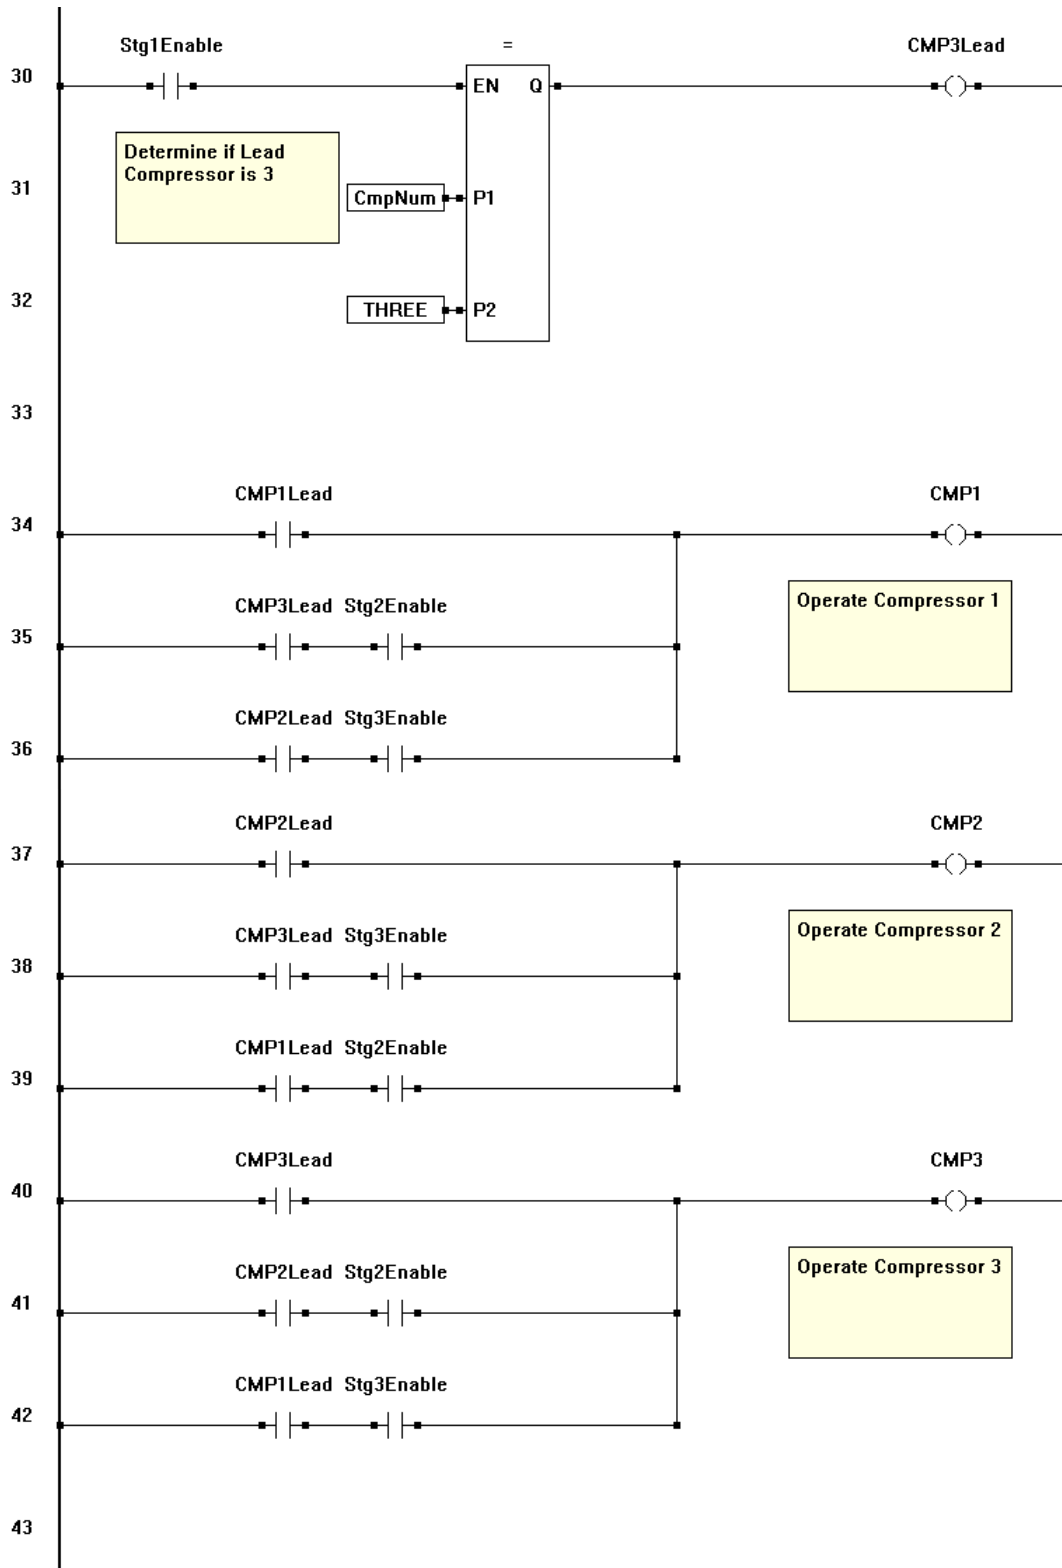 Stg1Enable = CMP3Lead
30 EN Q
Determine if Lead
Compressor is 3
31 CmpNum P1
32 THREE P2
33
CMP1Lead CMP1
34
Operate Compressor 1
CMP3Lead Stg2Enable
35
CMP2Lead Stg3Enable
36
CMP2Lead CMP2
37
Operate Compressor 2
CMP3Lead Stg3Enable
38
CMP1Lead Stg2Enable
39
CMP3Lead CMP3
40
Operate Compressor 3
CMP2Lead Stg2Enable
41
CMP1Lead Stg3Enable
42
43